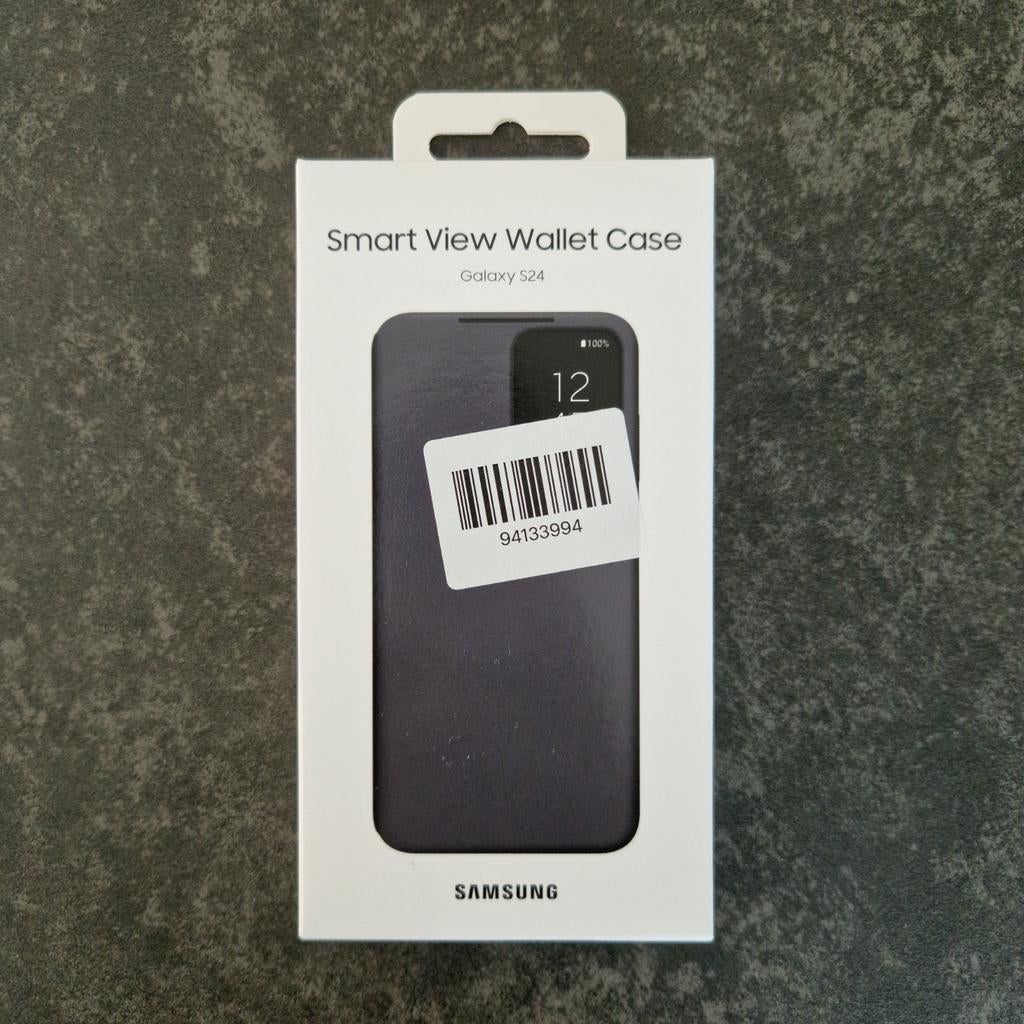 Smart View Wallet Case
Galaxy S24
100%
12
94133994
SAMSUNG